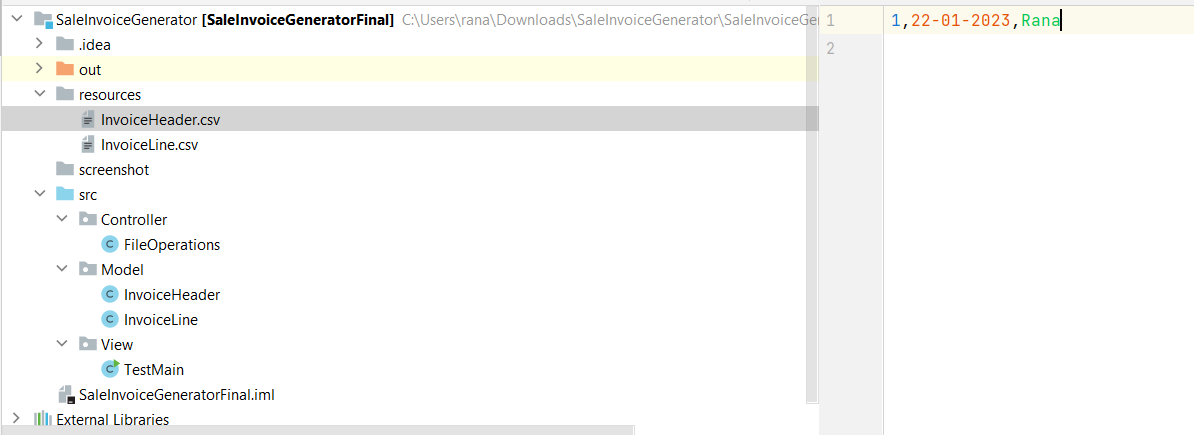 SaleInvoiceGenerator [SaleInvoiceGeneratorFinal] C:\Users\rana\Downloads\SaleInvoiceGenerator\SaleInvoiceGen
.idea
out
resources
InvoiceHeader.csv
InvoiceLine.csv
screenshot
src
Controller
C FileOperations
Model
C InvoiceHeader
C InvoiceLine
View
C TestMain
SaleInvoiceGeneratorFinal.iml
External Libraries
1 1,22-01-2023,Rana
2